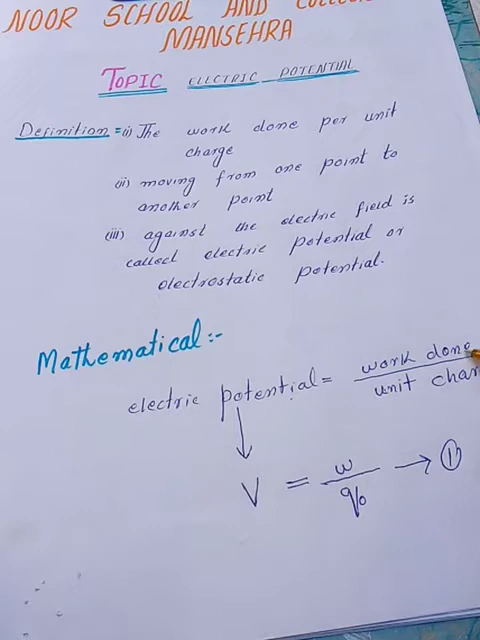 NOOR SCHOOL AND
MANSEHRA
TOPIC ELECTRIC POTENTIAL
Definition = (i) The work done per unit
charge
(ii) moving from one point to
another point
(iii) against the electric field is
called electric potential or
electrostatic potential.
Mathematical :-
electric potential = work done
unit char
V = w → (1)
q₀